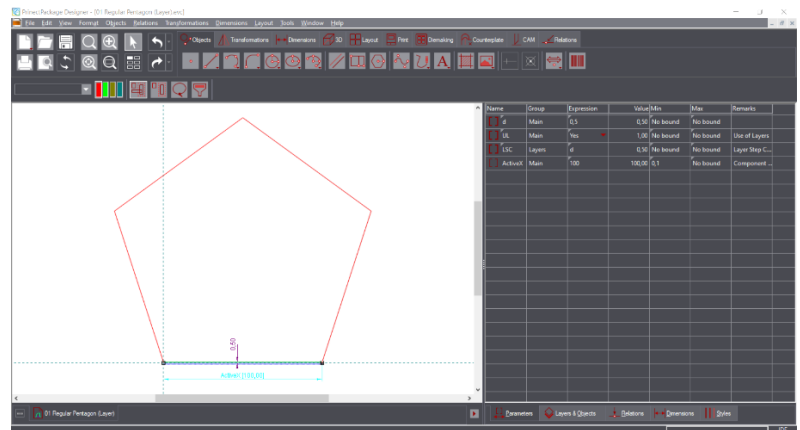 Prinect Package Designer - [01 Regular Pentagon (Layer).evc]
File Edit View Format Objects Relations Transformations Dimensions Layout Tools Window Help
Objects Transformations Dimensions 3D Layout Print Diemaking Counterplate CAM Relations
Name Group Expression Value Min Max Remarks
d Main 0,5 0,50 No bound No bound
UL Main Yes 1,00 No bound No bound Use of Layers
LSC Layers d 0,50 No bound No bound Layer Step C...
ActiveX Main 100 100,00 0,1 No bound Component ...
0,50
ActiveX [100,00]
01 Regular Pentagon (Layer)
Parameters Layers & Objects Relations Dimensions Styles